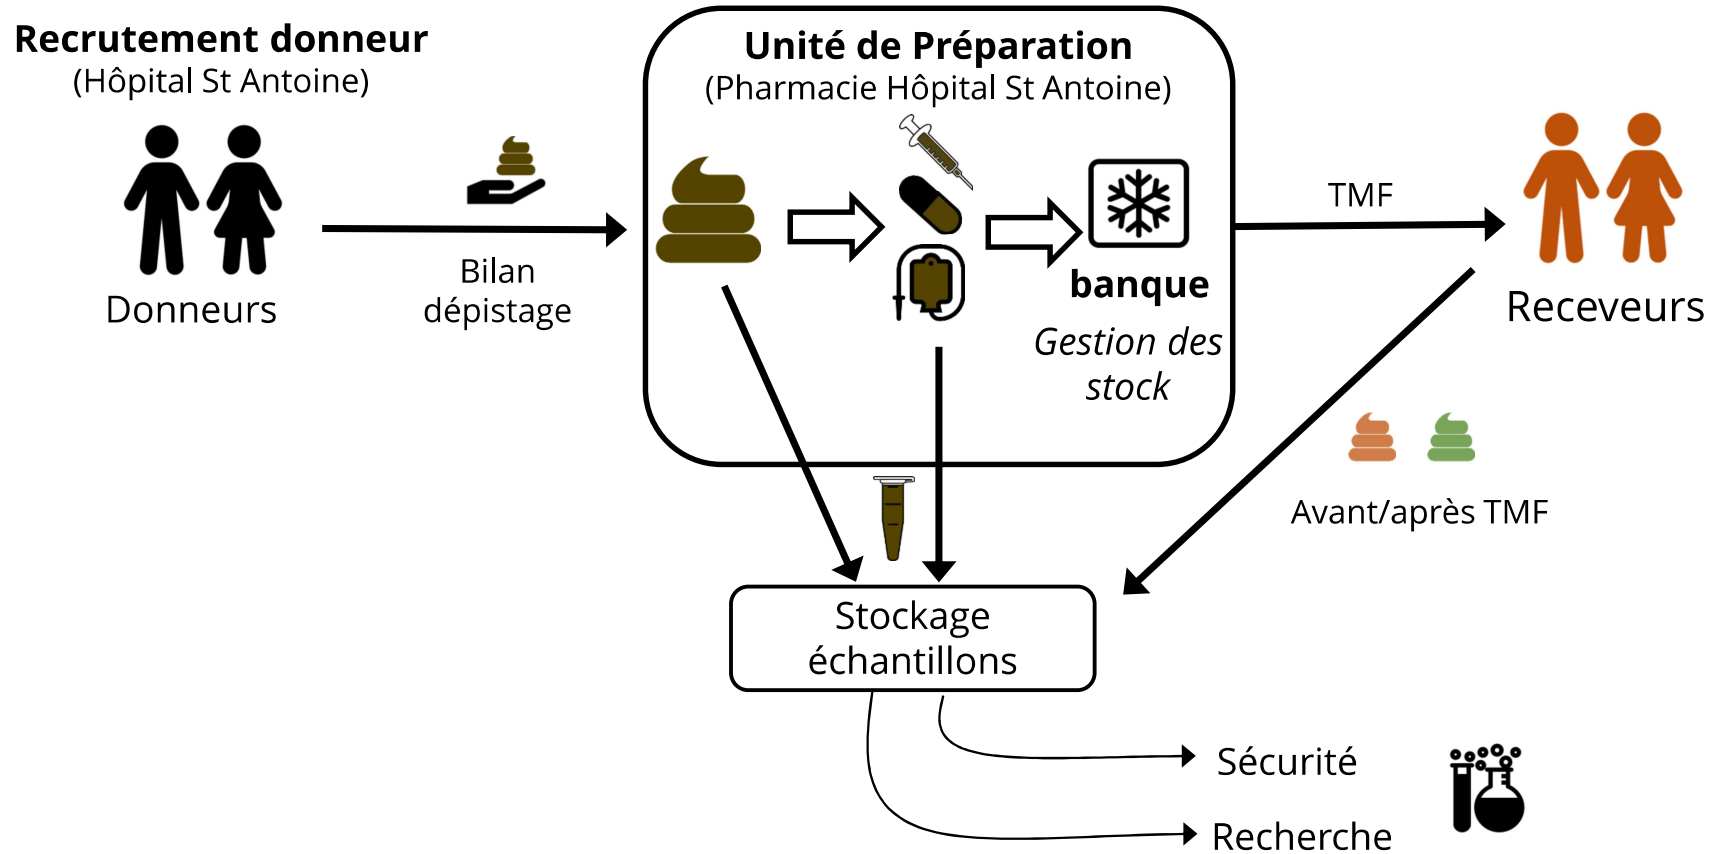 Recrutement donneur
(Hôpital St Antoine)
Donneurs
Bilan
dépistage
Unité de Préparation
(Pharmacie Hôpital St Antoine)
banque
Gestion des
stock
TMF
Receveurs
Avant/après TMF
Stockage
échantillons
Sécurité
Recherche